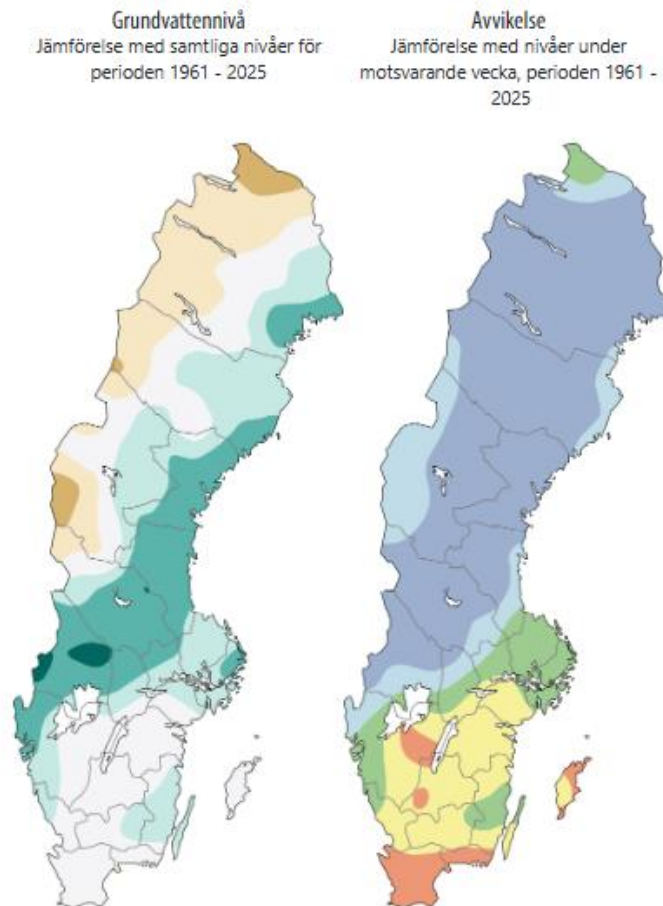 Grundvattennivå
Jämförelse med samtliga nivåer för
perioden 1961 - 2025
Avvikelse
Jämförelse med nivåer under
motsvarande vecka, perioden 1961 -
2025